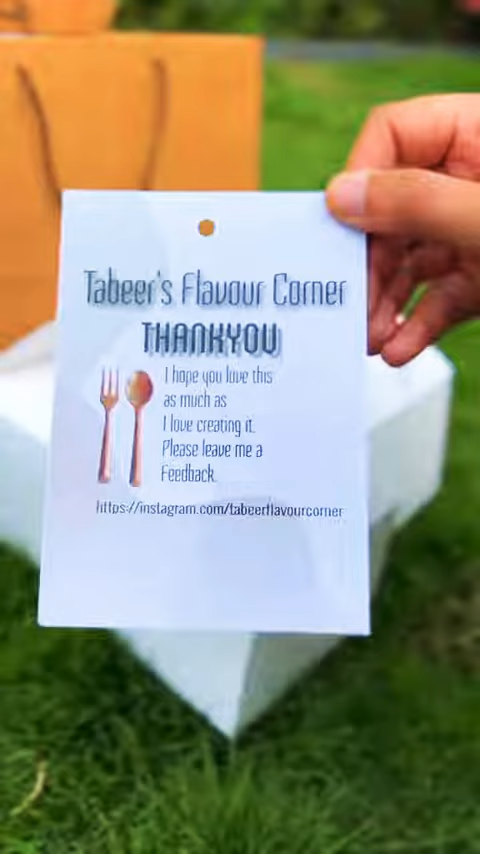 Tabeer's Flavour Corner
THANKYOU
I hope you love this
as much as
I love creating it.
Please leave me a
Feedback.
https://instagram.com/tabeerflavourcorner